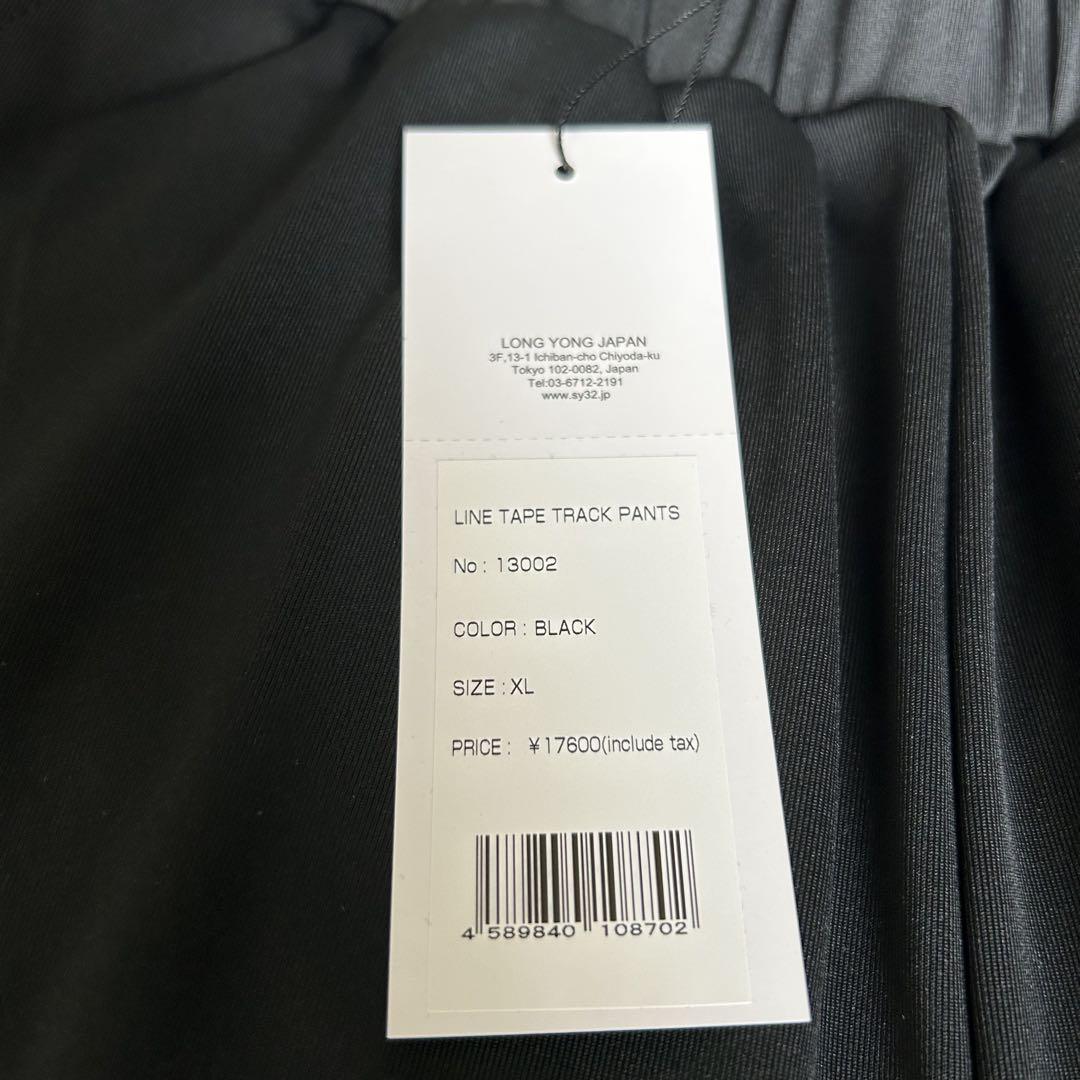 LONG YONG JAPAN
3F,13-1 Ichiban-cho Chiyoda-ku
Tokyo 102-0082, Japan
Tel:03-6712-2191
www.sy32.jp
LINE TAPE TRACK PANTS
No : 13002
COLOR : BLACK
SIZE : XL
PRICE : ¥17600(include tax)
4 589840 108702